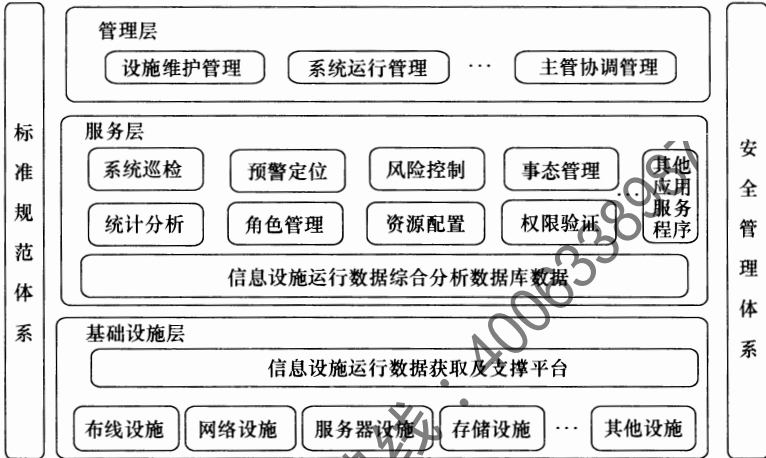 标准规范体系
管理层
设施维护管理 系统运行管理 ··· 主管协调管理
服务层
系统巡检 预警定位 风险控制 事态管理
统计分析 角色管理 资源配置 权限验证
···
其他
应用
服务
程序
信息设施运行数据综合分析数据库数据
基础设施层
信息设施运行数据获取及支撑平台
布线设施 网络设施 服务器设施 存储设施 ··· 其他设施
安全管理体系
线：4006338987